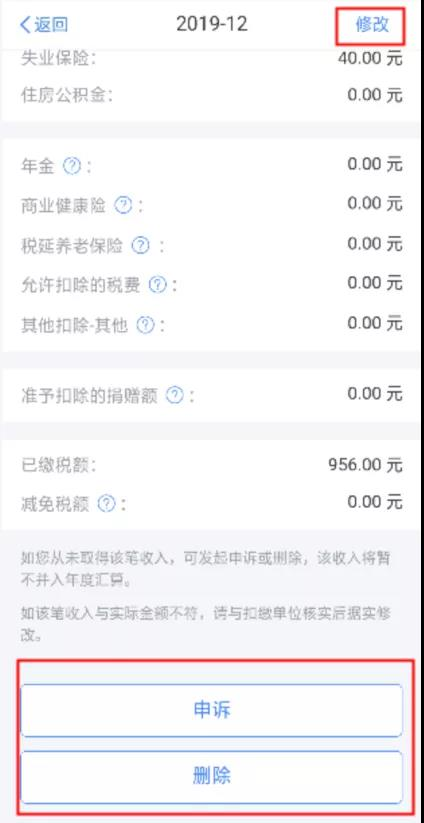 返回 2019-12 修改
失业保险: 40.00 元
住房公积金: 0.00 元
年金 ? : 0.00 元
商业健康险 ? : 0.00 元
税延养老保险 ? : 0.00 元
允许扣除的税费 ? : 0.00 元
其他扣除-其他 ? : 0.00 元
准予扣除的捐赠额 ? : 0.00 元
已缴税额: 956.00 元
减免税额 ? : 0.00 元
如您从未取得该笔收入，可发起申诉或删除，该收入将暂
不并入年度汇算。
如该笔收入与实际金额不符，请与扣缴单位核实后据实修
改。
申诉
删除